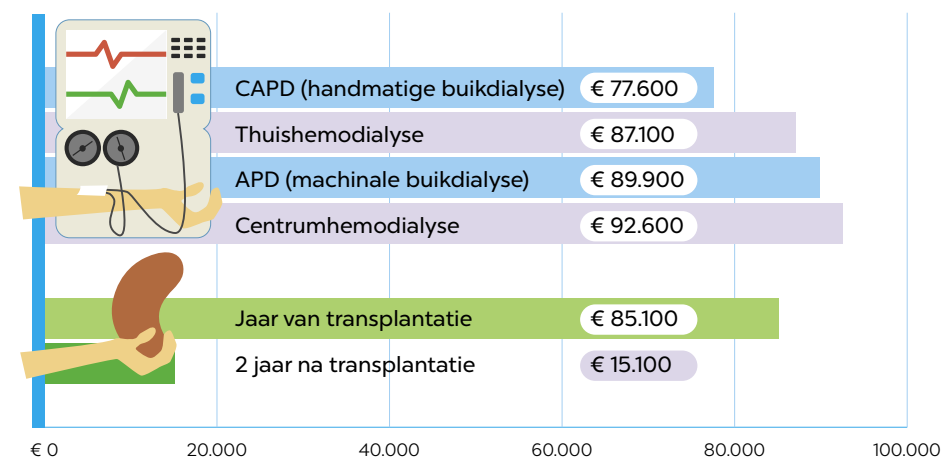 CAPD (handmatige buikdialyse) € 77.600
Thuishemodialyse € 87.100
APD (machinale buikdialyse) € 89.900
Centrumhemodialyse € 92.600
Jaar van transplantatie € 85.100
2 jaar na transplantatie € 15.100
€ 0 20.000 40.000 60.000 80.000 100.000